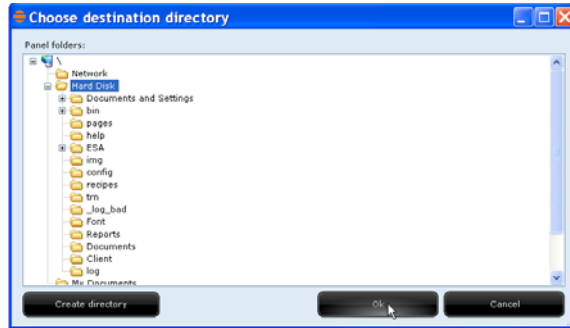 Choose destination directory
Panel folders:
\
Network
Hard Disk
Documents and Settings
bin
pages
help
ESA
img
config
recipes
trn
_log_bad
Font
Reports
Documents
Client
log
My Documents
Create directory
Ok
Cancel